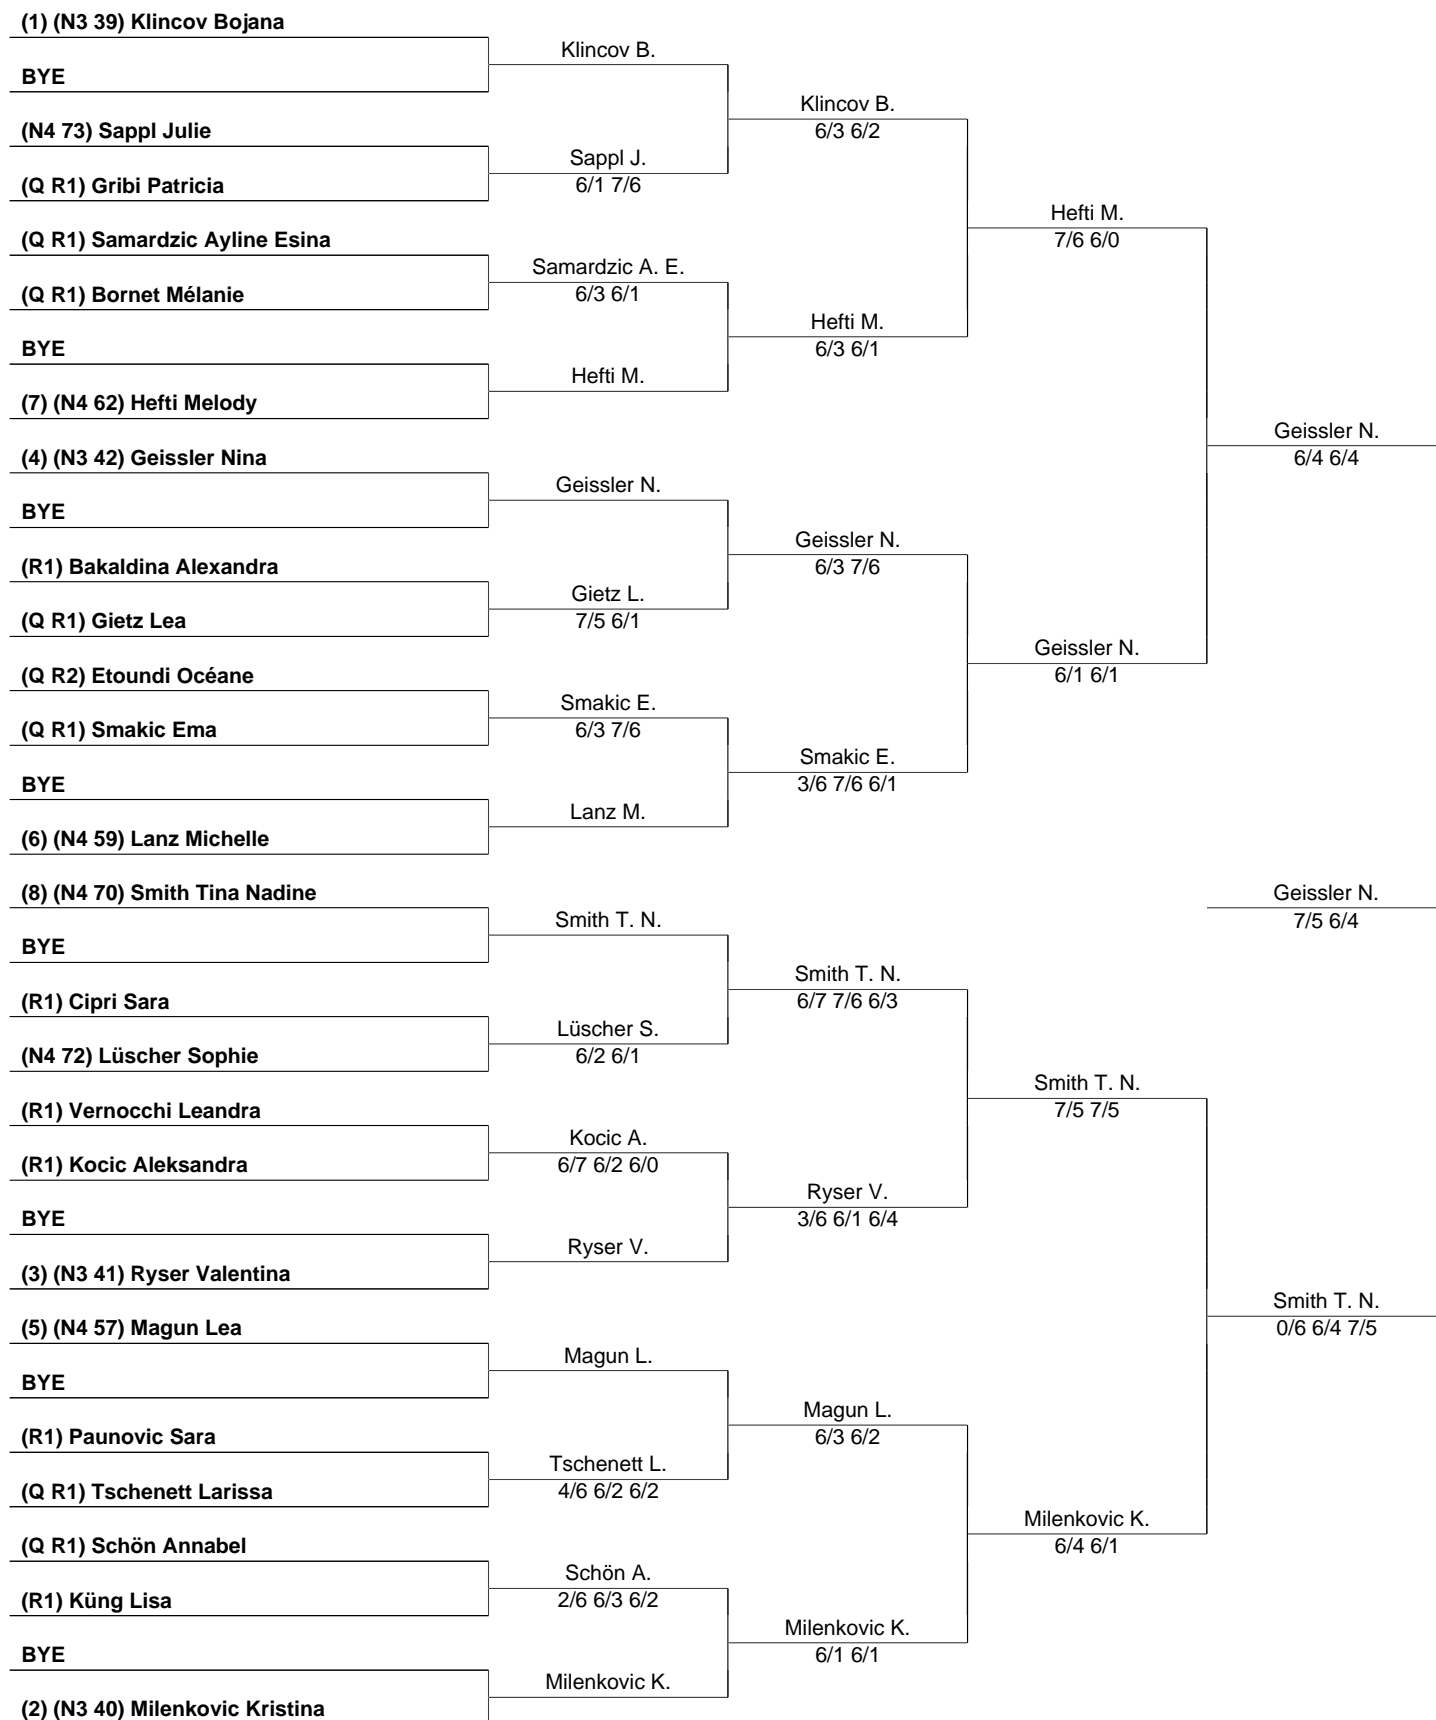 (1) (N3 39) Klincov Bojana
BYE
(N4 73) Sappl Julie
(Q R1) Gribi Patricia
(Q R1) Samardzic Ayline Esina
(Q R1) Bornet Mélanie
BYE
(7) (N4 62) Hefti Melody
(4) (N3 42) Geissler Nina
BYE
(R1) Bakaldina Alexandra
(Q R1) Gietz Lea
(Q R2) Etoundi Océane
(Q R1) Smakic Ema
BYE
(6) (N4 59) Lanz Michelle
(8) (N4 70) Smith Tina Nadine
BYE
(R1) Cipri Sara
(N4 72) Lüscher Sophie
(R1) Vernocchi Leandra
(R1) Kocic Aleksandra
BYE
(3) (N3 41) Ryser Valentina
(5) (N4 57) Magun Lea
BYE
(R1) Paunovic Sara
(Q R1) Tschenett Larissa
(Q R1) Schön Annabel
(R1) Küng Lisa
BYE
(2) (N3 40) Milenkovic Kristina
Klincov B.
Sappl J.
6/1 7/6
Samardzic A. E.
6/3 6/1
Hefti M.
Geissler N.
Gietz L.
7/5 6/1
Smakic E.
6/3 7/6
Lanz M.
Smith T. N.
Lüscher S.
6/2 6/1
Kocic A.
6/7 6/2 6/0
Ryser V.
Magun L.
Tschenett L.
4/6 6/2 6/2
Schön A.
2/6 6/3 6/2
Milenkovic K.
Klincov B.
6/3 6/2
Hefti M.
6/3 6/1
Geissler N.
6/3 7/6
Smakic E.
3/6 7/6 6/1
Smith T. N.
6/7 7/6 6/3
Ryser V.
3/6 6/1 6/4
Magun L.
6/3 6/2
Milenkovic K.
6/1 6/1
Hefti M.
7/6 6/0
Geissler N.
6/1 6/1
Smith T. N.
7/5 7/5
Milenkovic K.
6/4 6/1
Geissler N.
6/4 6/4
Geissler N.
7/5 6/4
Smith T. N.
0/6 6/4 7/5